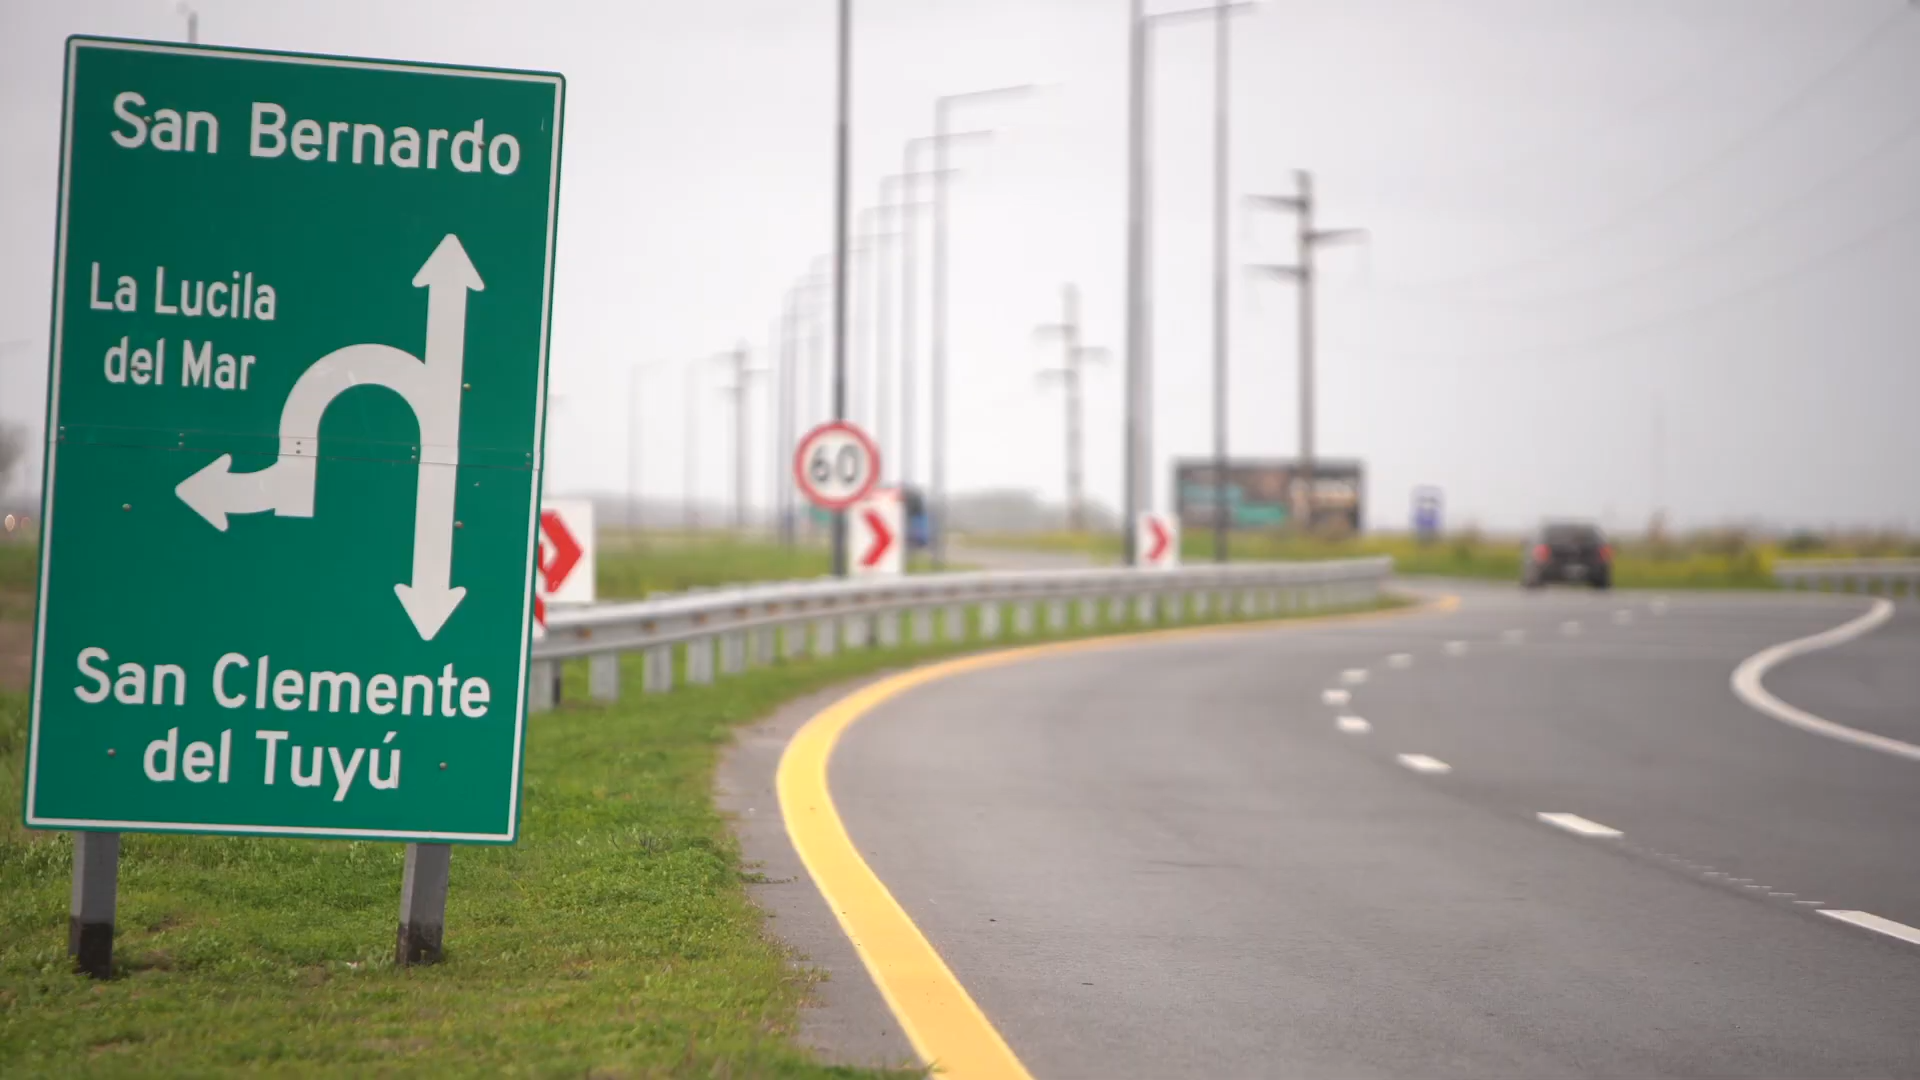 San Bernardo
La Lucila
del Mar
San Clemente
del Tuyú
60